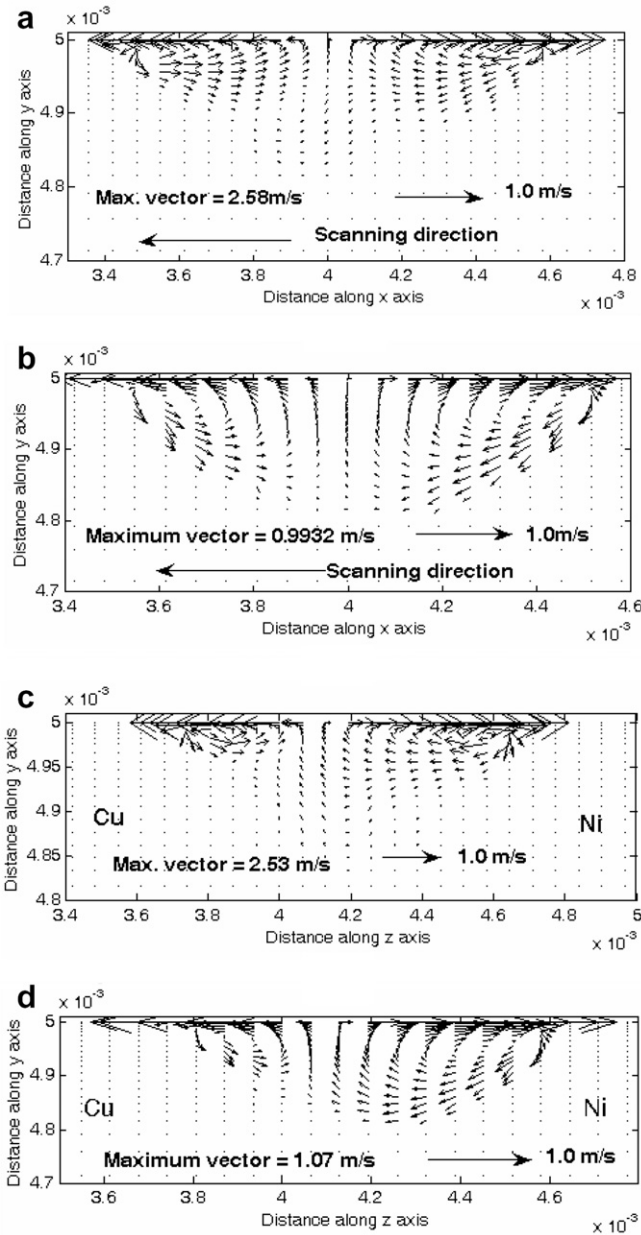 a
x 10⁻³
5
4.9
4.8
4.7
Distance along y axis
Max. vector = 2.58m/s
1.0 m/s
Scanning direction
3.4 3.6 3.8 4 4.2 4.4 4.6 4.8
Distance along x axis
x 10⁻³
b
x 10⁻³
5
4.9
4.8
4.7
Distance along y axis
Maximum vector = 0.9932 m/s
1.0m/s
Scanning direction
3.4 3.6 3.8 4 4.2 4.4 4.6
Distance along x axis
x 10⁻³
c
x 10⁻³
5
4.95
4.9
4.85
4.8
Distance along y axis
Cu
Ni
Max. vector = 2.53 m/s
1.0 m/s
3.4 3.6 3.8 4 4.2 4.4 4.6 4.8 5
Distance along z axis
x 10⁻³
d
x 10⁻³
5
4.9
4.8
4.7
Distance along y axis
Cu
Ni
Maximum vector = 1.07 m/s
1.0 m/s
3.6 3.8 4 4.2 4.4 4.6 4.8
Distance along z axis
x 10⁻³